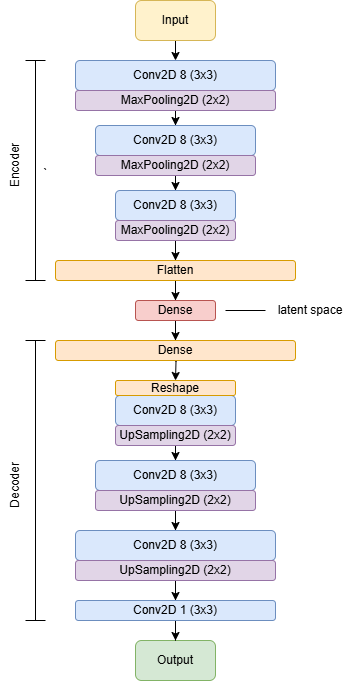 Input
Encoder
Conv2D 8 (3x3)
MaxPooling2D (2x2)
Conv2D 8 (3x3)
MaxPooling2D (2x2)
Conv2D 8 (3x3)
MaxPooling2D (2x2)
Flatten
Dense
latent space
Decoder
Dense
Reshape
Conv2D 8 (3x3)
UpSampling2D (2x2)
Conv2D 8 (3x3)
UpSampling2D (2x2)
Conv2D 8 (3x3)
UpSampling2D (2x2)
Conv2D 1 (3x3)
Output